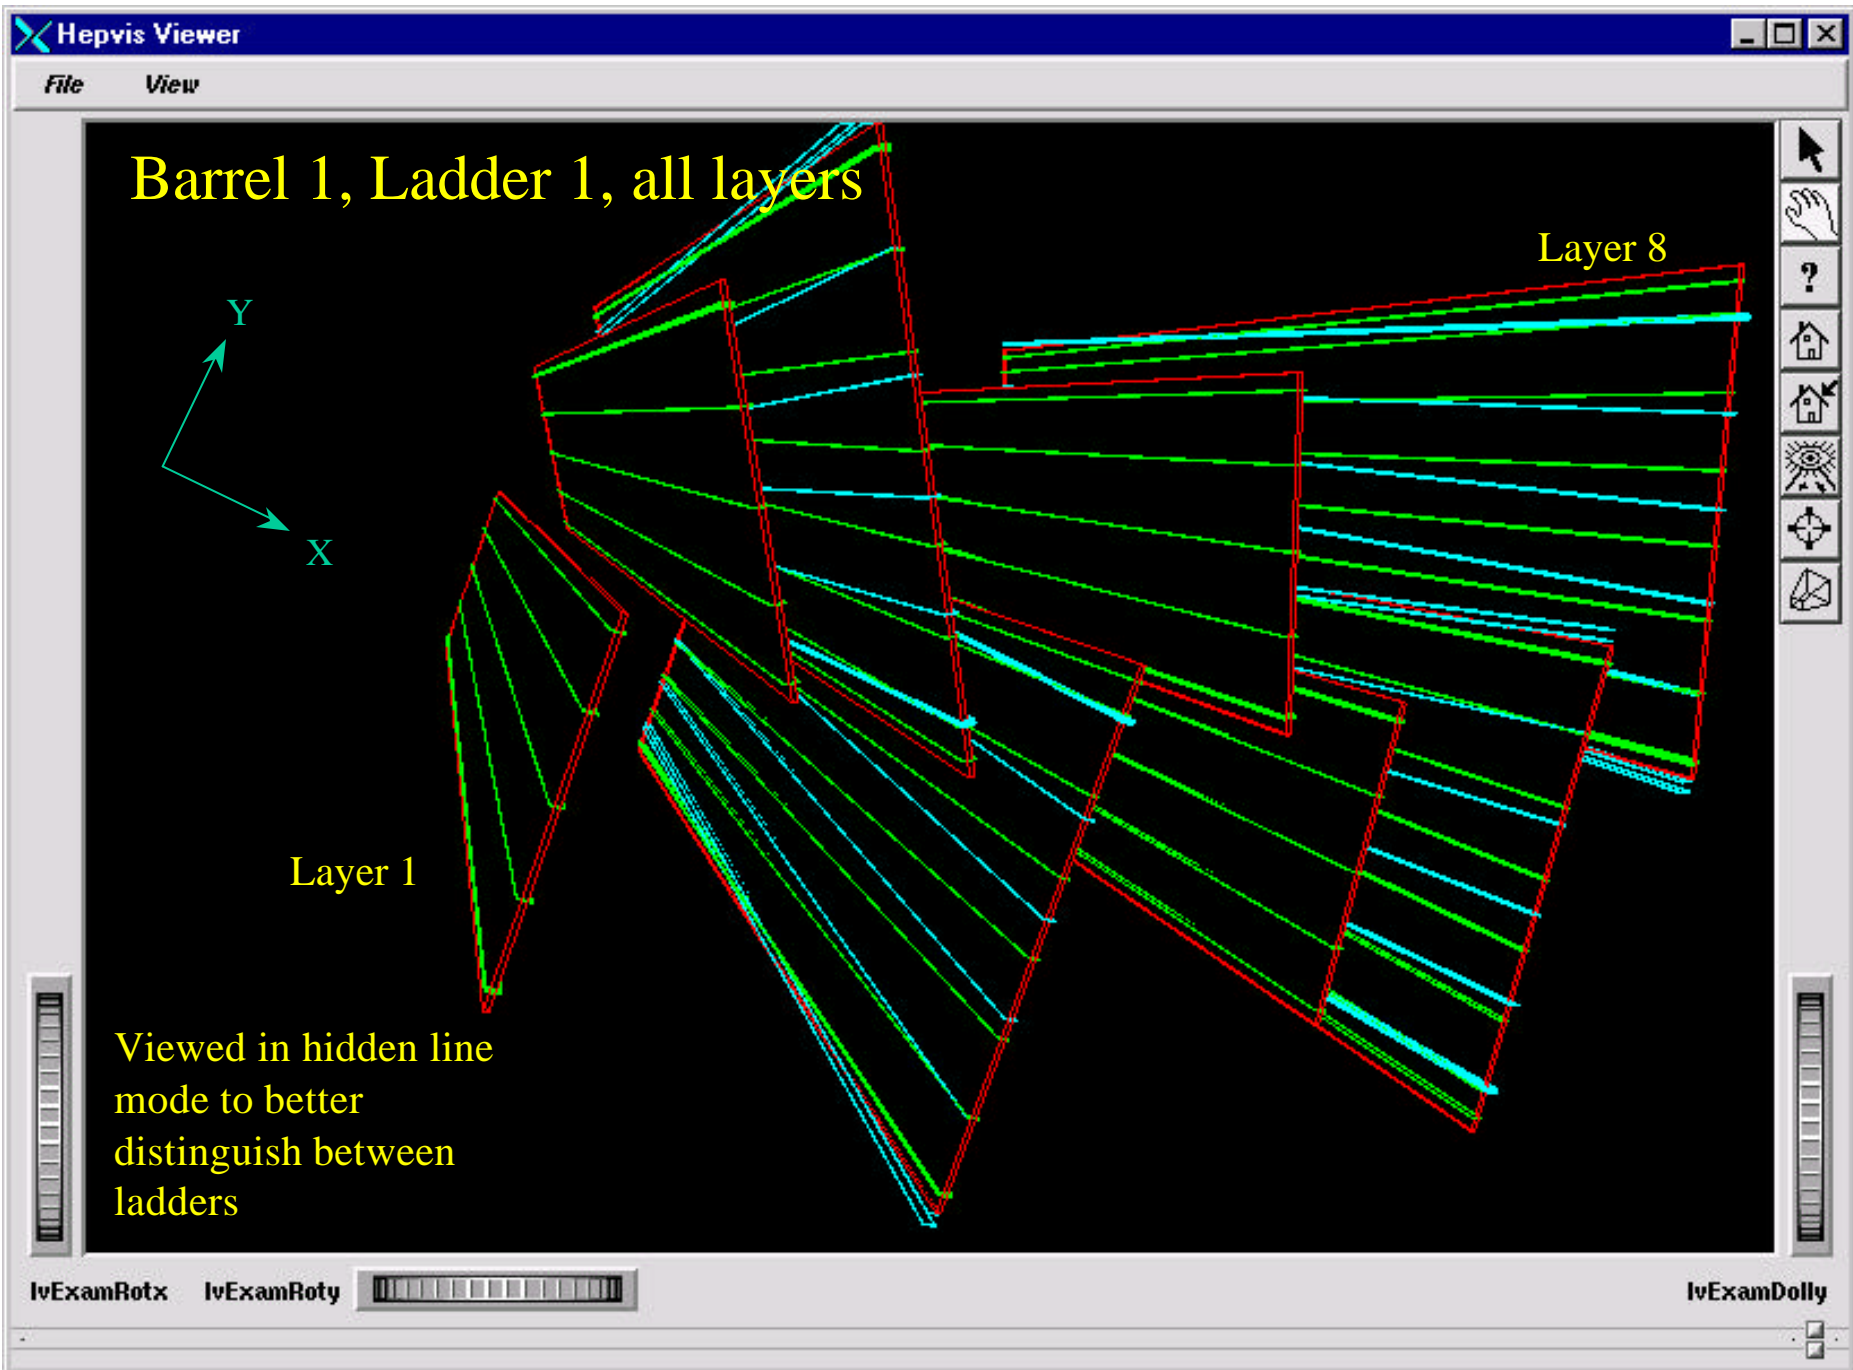 Hepvis Viewer
File View
Barrel 1, Ladder 1, all layers
Layer 8
?
Y
X
Layer 1
Viewed in hidden line
mode to better
distinguish between
ladders
IvExamRotx IvExamRoty IvExamDolly